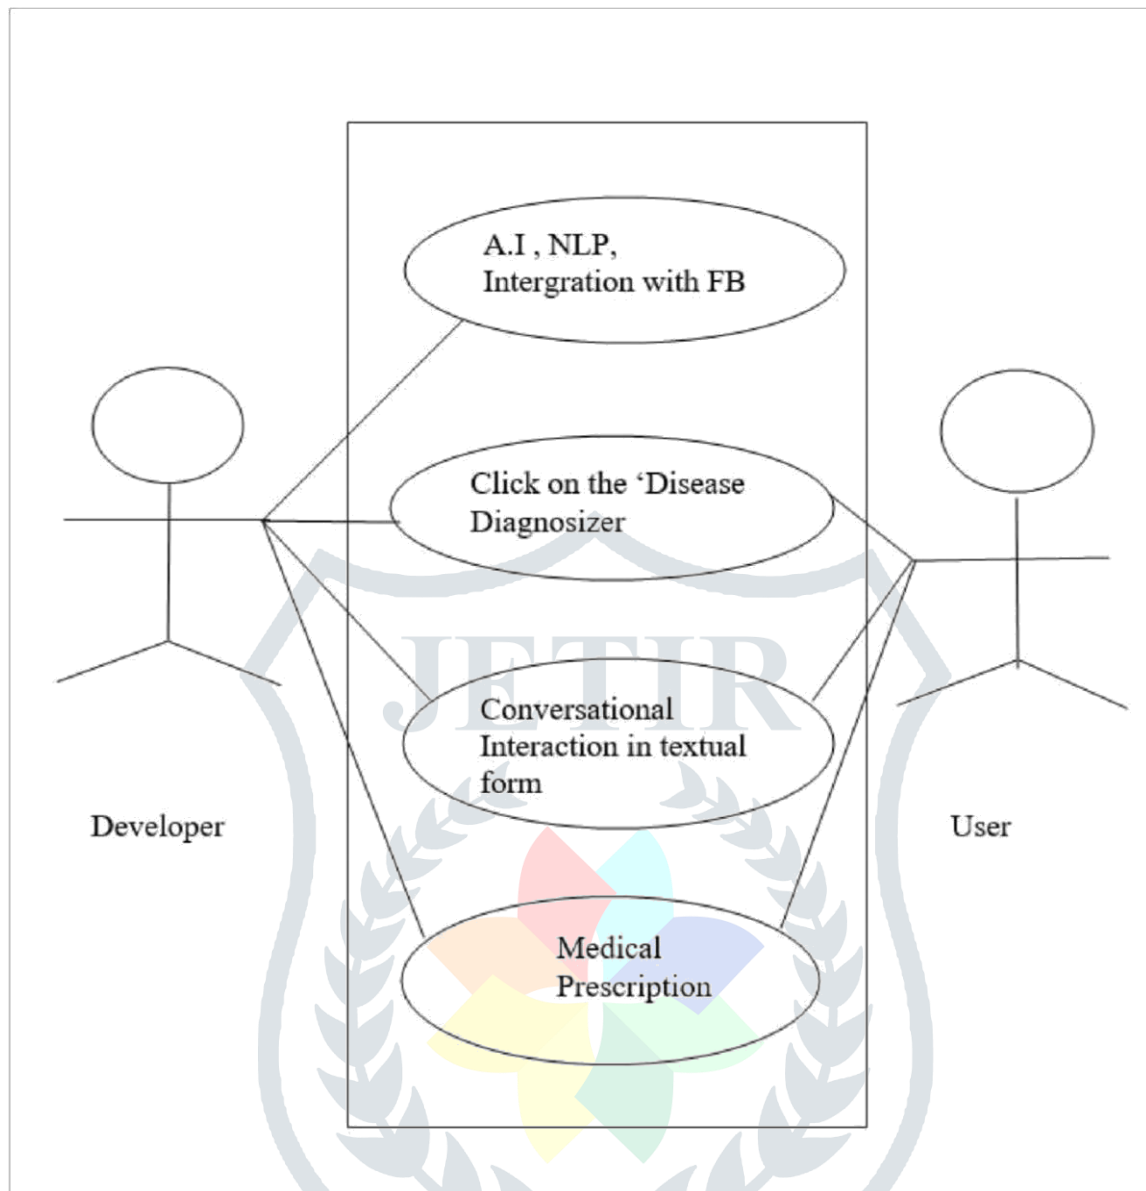 A.I , NLP,
Intergration with FB
Click on the ‘Disease
Diagnosizer
JETIR
Conversational
Interaction in textual
form
Developer
User
Medical
Prescription